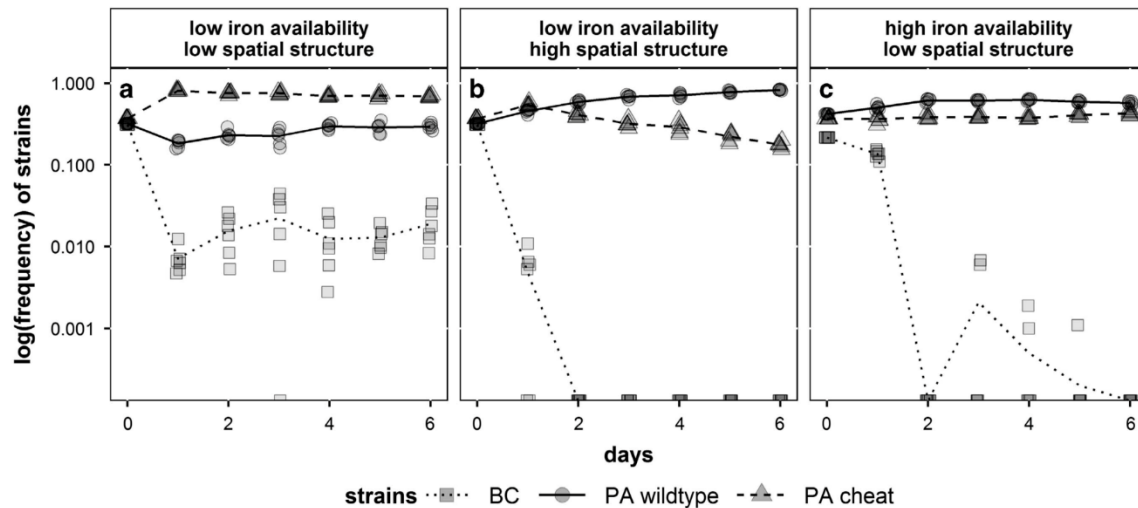 low iron availability
low spatial structure
low iron availability
high spatial structure
high iron availability
low spatial structure
log(frequency) of strains
1.000
0.100
0.010
0.001
a
b
c
0 2 4 6
0 2 4 6
0 2 4 6
days
strains BC PA wildtype PA cheat